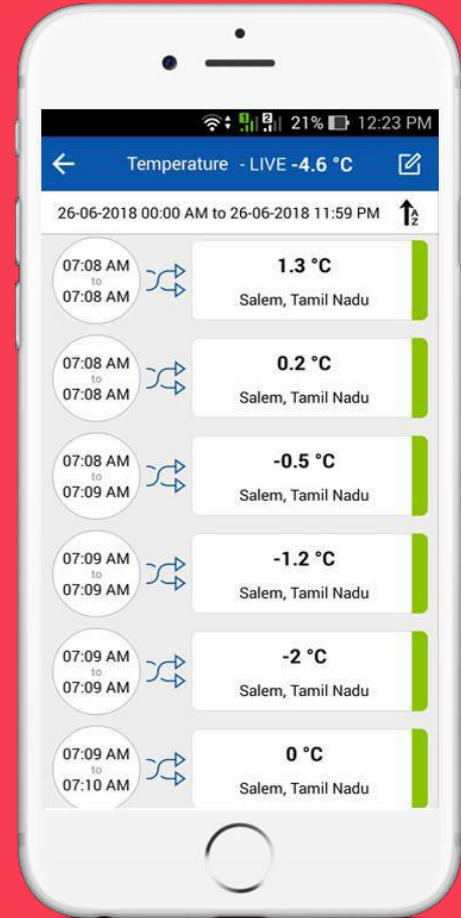 1 2 21% 12:23 PM
Temperature - LIVE -4.6 °C
26-06-2018 00:00 AM to 26-06-2018 11:59 PM A Z
07:08 AM
to
07:08 AM
1.3 °C
Salem, Tamil Nadu
07:08 AM
to
07:08 AM
0.2 °C
Salem, Tamil Nadu
07:08 AM
to
07:09 AM
-0.5 °C
Salem, Tamil Nadu
07:09 AM
to
07:09 AM
-1.2 °C
Salem, Tamil Nadu
07:09 AM
to
07:09 AM
-2 °C
Salem, Tamil Nadu
07:09 AM
to
07:10 AM
0 °C
Salem, Tamil Nadu